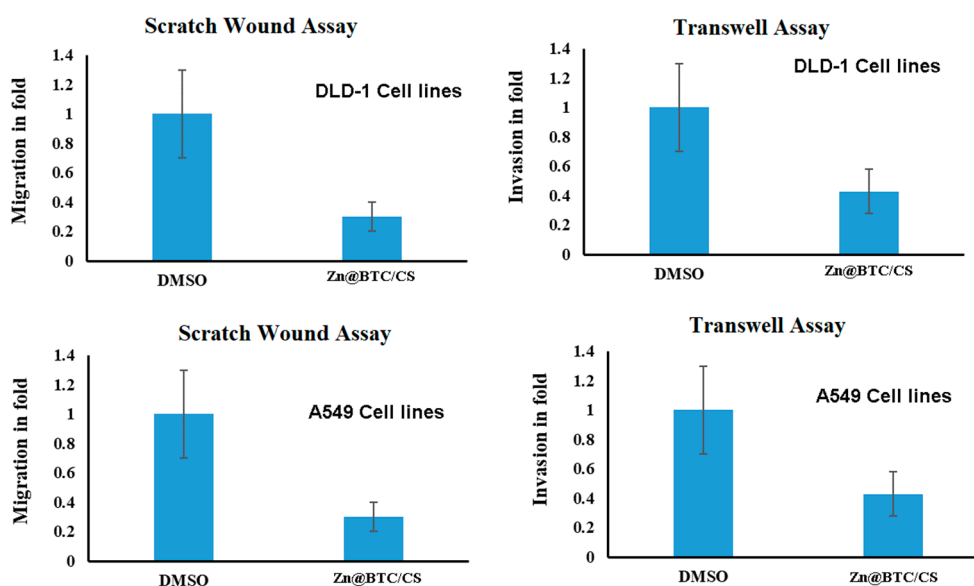 Scratch Wound Assay
Migration in fold
1.4
1.2
1
0.8
0.6
0.4
0.2
0
DLD-1 Cell lines
DMSO
Zn@BTC/CS
Transwell Assay
Invasion in fold
1.4
1.2
1
0.8
0.6
0.4
0.2
0
DLD-1 Cell lines
DMSO
Zn@BTC/CS
Scratch Wound Assay
Migration in fold
1.4
1.2
1
0.8
0.6
0.4
0.2
0
A549 Cell lines
DMSO
Zn@BTC/CS
Transwell Assay
Invasion in fold
1.4
1.2
1
0.8
0.6
0.4
0.2
0
A549 Cell lines
DMSO
Zn@BTC/CS